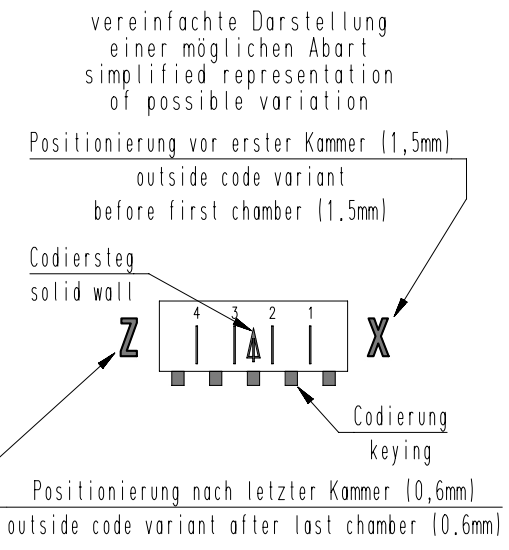 vereinfachte Darstellung
einer möglichen Abart
simplified representation
of possible variation
Positionierung vor erster Kammer (1,5mm)
outside code variant
before first chamber (1.5mm)
Codiersteg
solid wall
Z 4 3 2 1 X
Codierung
keying
Positionierung nach letzter Kammer (0,6mm)
outside code variant after last chamber (0.6mm)